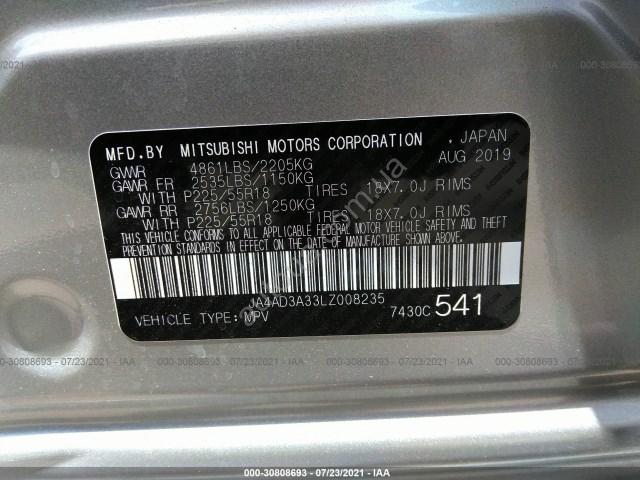 MFD.BY MITSUBISHI MOTORS CORPORATION . JAPAN
AUG 2019
GVWR 4861LBS/2205KG
GAWR FR 2535LBS/1150KG
WITH P225/55R18 TIRES 18X7.0J RIMS
GAWR RR 2756LBS/1250KG
WITH P225/55R18 TIRES 18X7.0J RIMS
THIS VEHICLE CONFORMS TO ALL APPLICABLE FEDERAL MOTOR VEHICLE SAFETY AND THEFT
PREVENTION STANDARDS IN EFFECT ON THE DATE OF MANUFACTURE SHOWN ABOVE.
JA4AD3A33LZ008235
VEHICLE TYPE: MPV 7430C 541
000-30808693 - 07/23/2021 - IAA